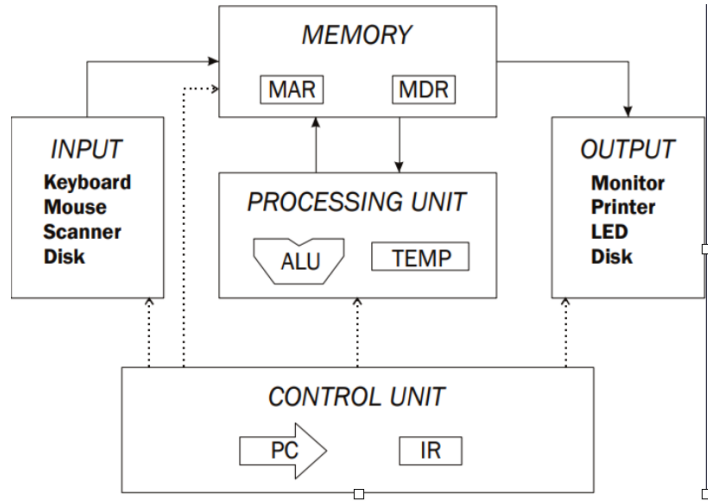 MEMORY
MAR MDR
INPUT
Keyboard
Mouse
Scanner
Disk
PROCESSING UNIT
ALU TEMP
OUTPUT
Monitor
Printer
LED
Disk
CONTROL UNIT
PC IR